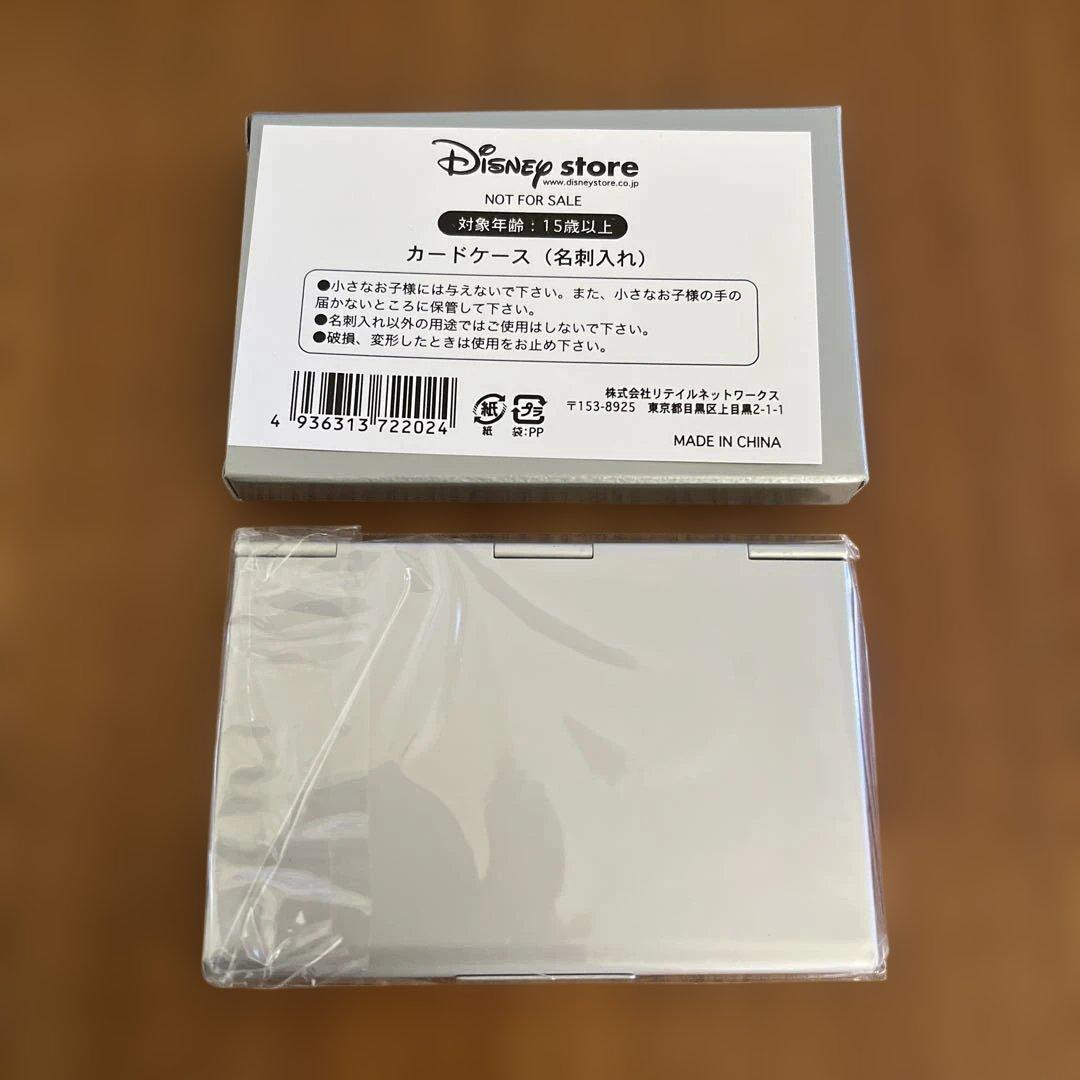 Disney store
www.disneystore.co.jp
NOT FOR SALE
対象年齢：15歳以上
カードケース（名刺入れ）
●小さなお子様には与えないで下さい。また、小さなお子様の手の
届かないところに保管して下さい。
●名刺入れ以外の用途ではご使用はしないで下さい。
●破損、変形したときは使用をお止め下さい。
4 936313 722024
紙
紙
プラ
袋:PP
株式会社リテイルネットワークス
〒153-8925 東京都目黒区上目黒2-1-1
MADE IN CHINA